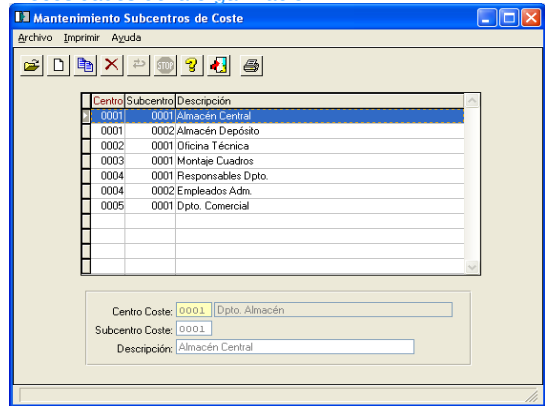 Mantenimiento Subcentros de Coste
Archivo Imprimir Ayuda
STOP
Centro Subcentro Descripción
0001 0001 Almacén Central
0001 0002 Almacén Depósito
0002 0001 Oficina Técnica
0003 0001 Montaje Cuadros
0004 0001 Responsables Dpto.
0004 0002 Empleados Adm.
0005 0001 Dpto. Comercial
Centro Coste: 0001 Dpto. Almacén
Subcentro Coste: 0001
Descripción: Almacén Central